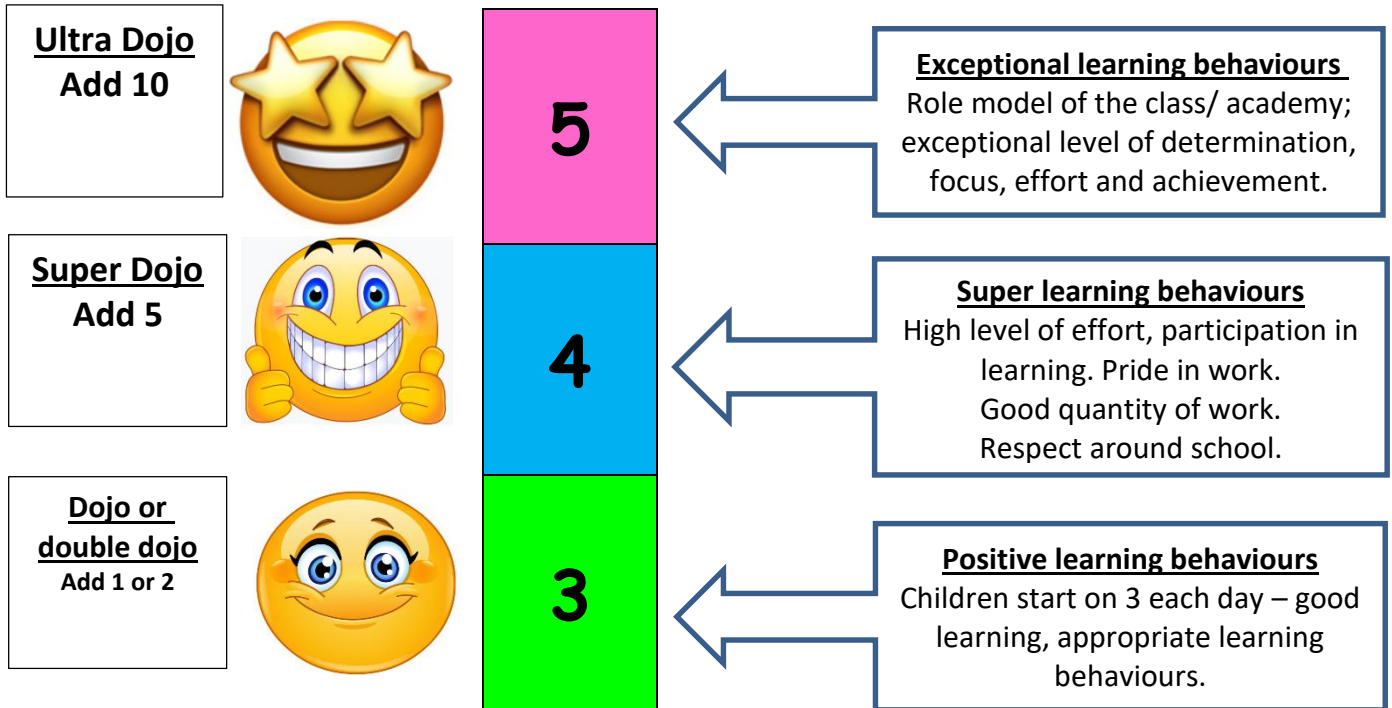 Ultra Dojo
Add 10
5
Exceptional learning behaviours
Role model of the class/ academy;
exceptional level of determination,
focus, effort and achievement.
Super Dojo
Add 5
4
Super learning behaviours
High level of effort, participation in
learning. Pride in work.
Good quantity of work.
Respect around school.
Dojo or
double dojo
Add 1 or 2
3
Positive learning behaviours
Children start on 3 each day – good
learning, appropriate learning
behaviours.